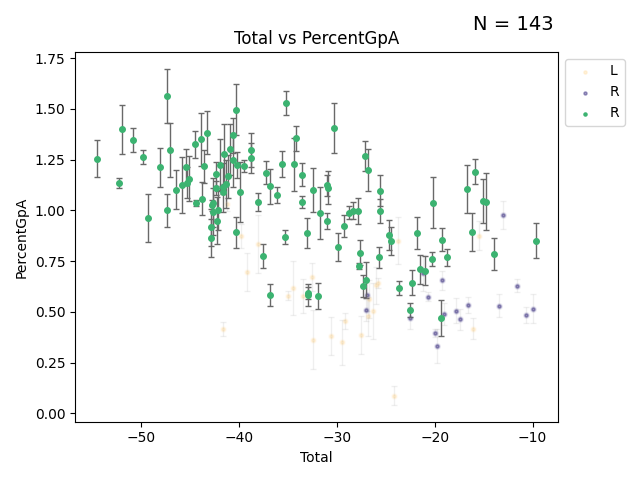 N = 143
Total vs PercentGpA
L
R
R
PercentGpA
1.75
1.50
1.25
1.00
0.75
0.50
0.25
0.00
−50
−40
−30
−20
−10
Total